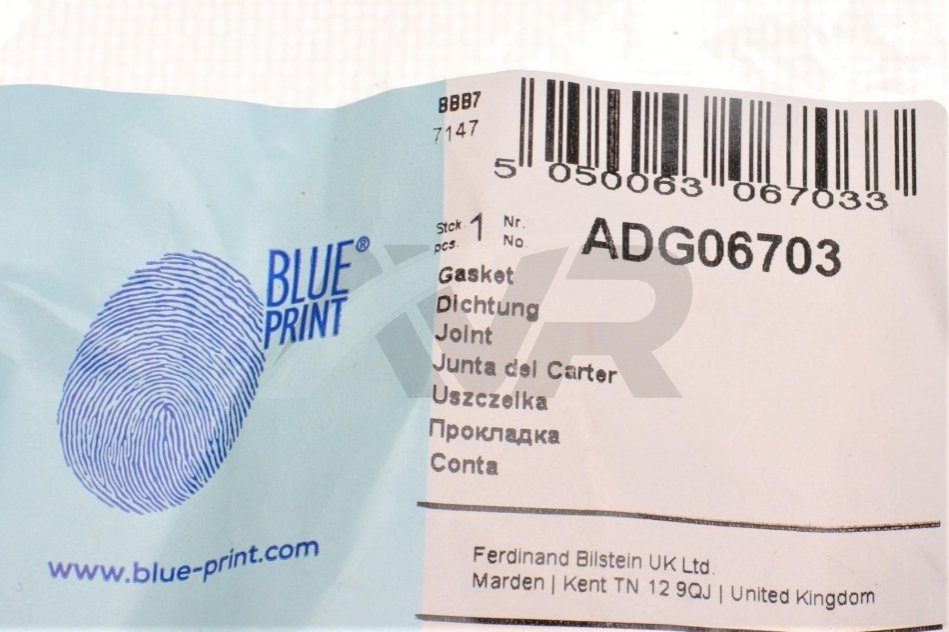 BBB7
7147
5 050063 067033
Stck. 1 Nr.
pcs. No.
ADG06703
BLUE®
PRINT
Gasket
Dichtung
Joint
Junta del Carter
Uszczelka
Прокладка
Conta
www.blue-print.com
Ferdinand Bilstein UK Ltd.
Marden | Kent TN 12 9QJ | United Kingdom